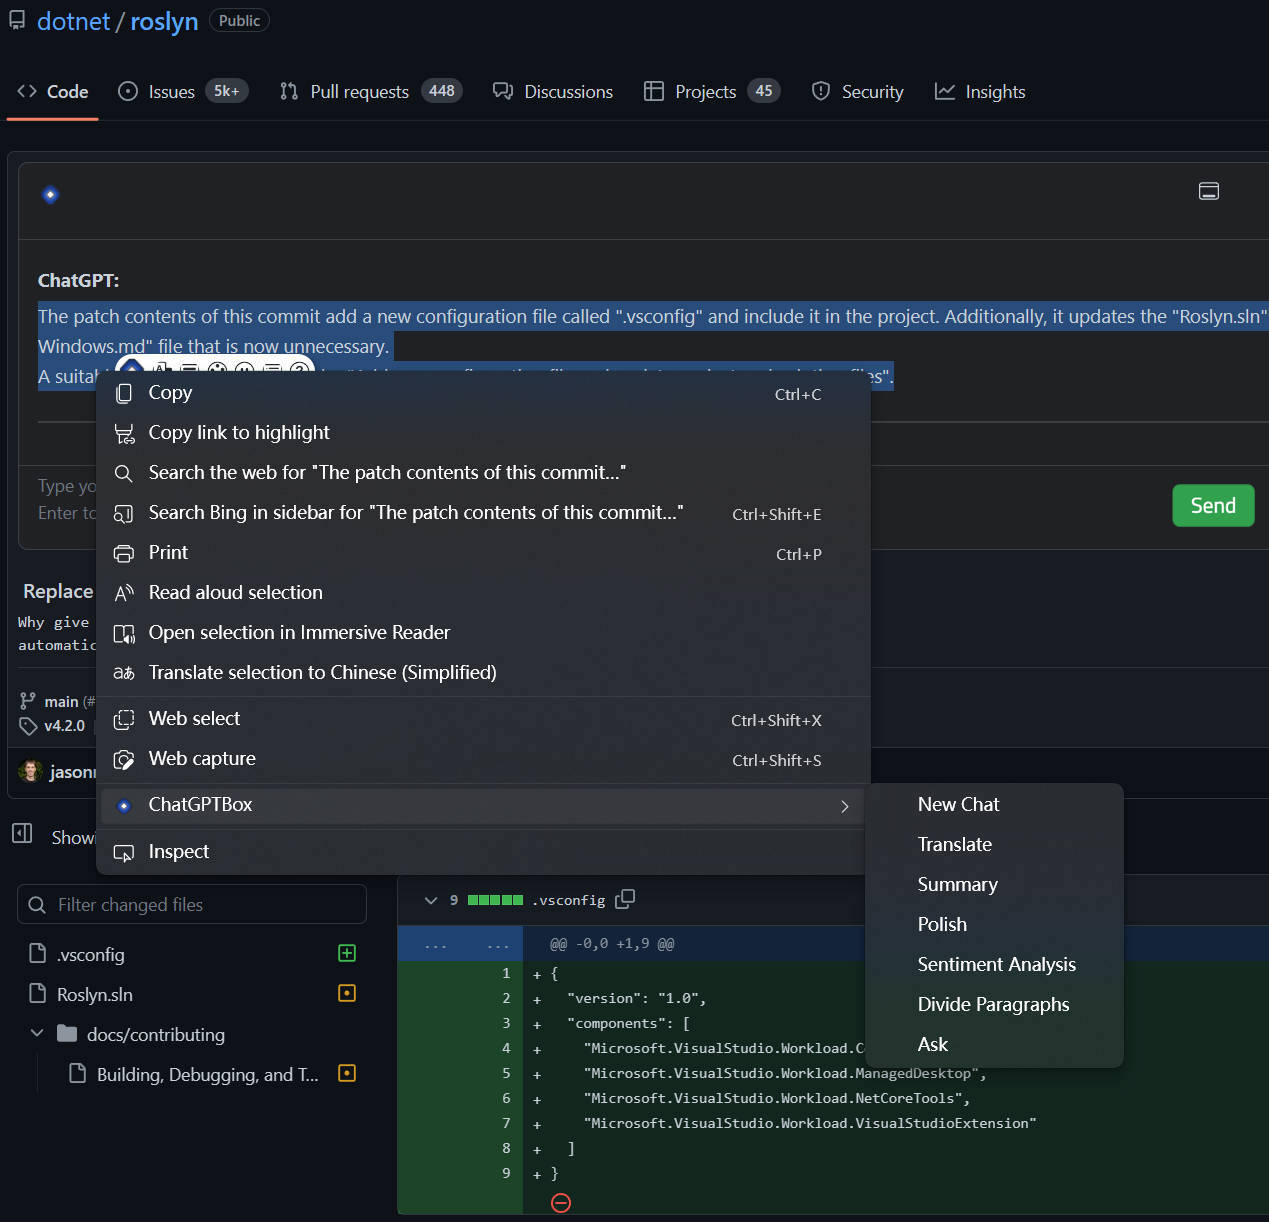 dotnet / roslyn Public
Code Issues 5k+ Pull requests 448 Discussions Projects 45 Security Insights
ChatGPT:
The patch contents of this commit add a new configuration file called ".vsconfig" and include it in the project. Additionally, it updates the "Roslyn.sln"
Windows.md" file that is now unnecessary.
A suitab
es".
Copy Ctrl+C
Copy link to highlight
Search the web for "The patch contents of this commit..."
Type yo
Search Bing in sidebar for "The patch contents of this commit..." Ctrl+Shift+E
Enter to
Send
Print Ctrl+P
Replace
Read aloud selection
Why give
Open selection in Immersive Reader
automatic
Translate selection to Chinese (Simplified)
main (#
Web select Ctrl+Shift+X
v4.2.0
Web capture Ctrl+Shift+S
jason
ChatGPTBox
New Chat
Translate
Summary
Polish
Sentiment Analysis
Divide Paragraphs
Ask
Inspect
Showi
Filter changed files
.vsconfig
Roslyn.sln
docs/contributing
Building, Debugging, and T...
9 .vsconfig
... ... @@ -0,0 +1,9 @@
1 + {
2 + "version": "1.0",
3 + "components": [
4 + "Microsoft.VisualStudio.Workload.C
5 + "Microsoft.VisualStudio.Workload.ManagedDesktop",
6 + "Microsoft.VisualStudio.Workload.NetCoreTools",
7 + "Microsoft.VisualStudio.Workload.VisualStudioExtension"
8 + ]
9 + }